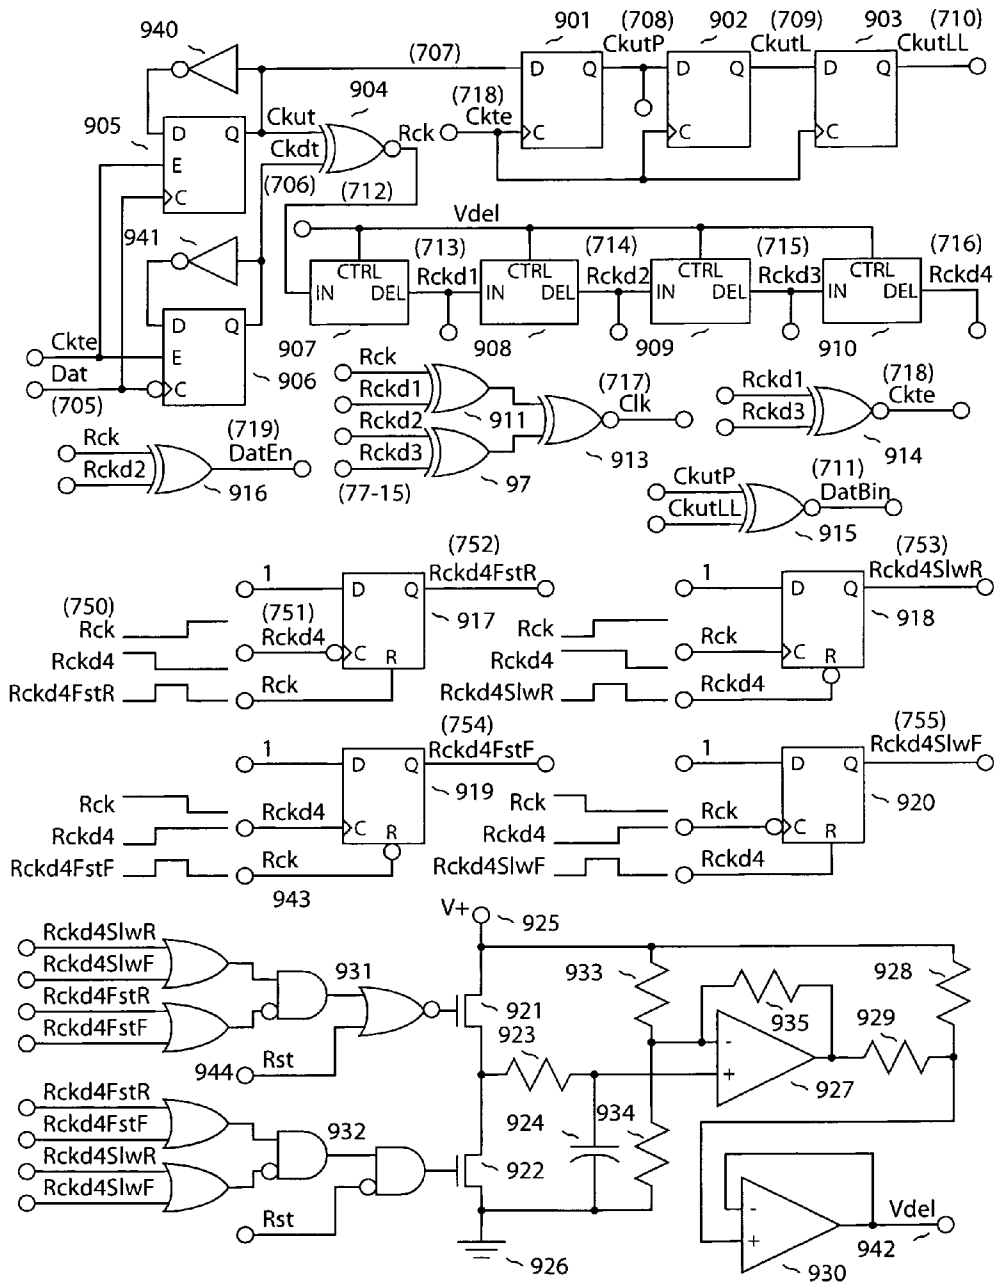 940
901 (708) 902 (709) 903 (710)
CkutP CkutL CkutLL
(707)
D Q D Q D Q
904
(718)
905
Ckut
Rck
Ckte
D Q
C C C
E
Ckdt
C
(706)
(712)
941
Vdel
(713) (714) (715) (716)
CTRL CTRL CTRL CTRL
Rckd1 Rckd2 Rckd3 Rckd4
IN DEL IN DEL IN DEL IN DEL
D Q
Ckte
E
907 908 909 910
Dat
C
906
(705)
Rck
Rckd1
(717)
Clk
911
Rckd2
Rckd3
913
97
(77-15)
Rckd1
(718)
Ckte
Rckd3
914
Rck
(719)
DatEn
Rckd2
916
CkutP
(711)
DatBin
CkutLL
915
(752)
1 D Q Rckd4FstR
(750)
(751)
917
Rck
Rckd4
C
R
Rckd4
Rckd4FstR
Rck
(753)
1 D Q Rckd4SlwR
918
Rck
Rck
C
R
Rckd4
Rckd4SlwR
Rckd4
(754)
1 D Q Rckd4FstF
919
Rck
Rckd4
C
R
Rckd4
Rckd4FstF
Rck
943
(755)
1 D Q Rckd4SlwF
920
Rck
Rck
C
R
Rckd4
Rckd4SlwF
Rckd4
V+ 925
Rckd4SlwR
Rckd4SlwF
931
933
928
Rckd4FstR
921
935
Rckd4FstF
923
929
Rst
944
-
+
927
Rckd4FstR
Rckd4FstF
932
924
934
Rckd4SlwR
922
Rckd4SlwF
Rst
926
-
+
Vdel
942
930